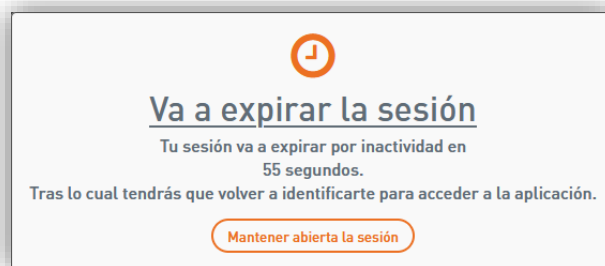 Va a expirar la sesión
Tu sesión va a expirar por inactividad en
55 segundos.
Tras lo cual tendrás que volver a identificarte para acceder a la aplicación.
Mantener abierta la sesión